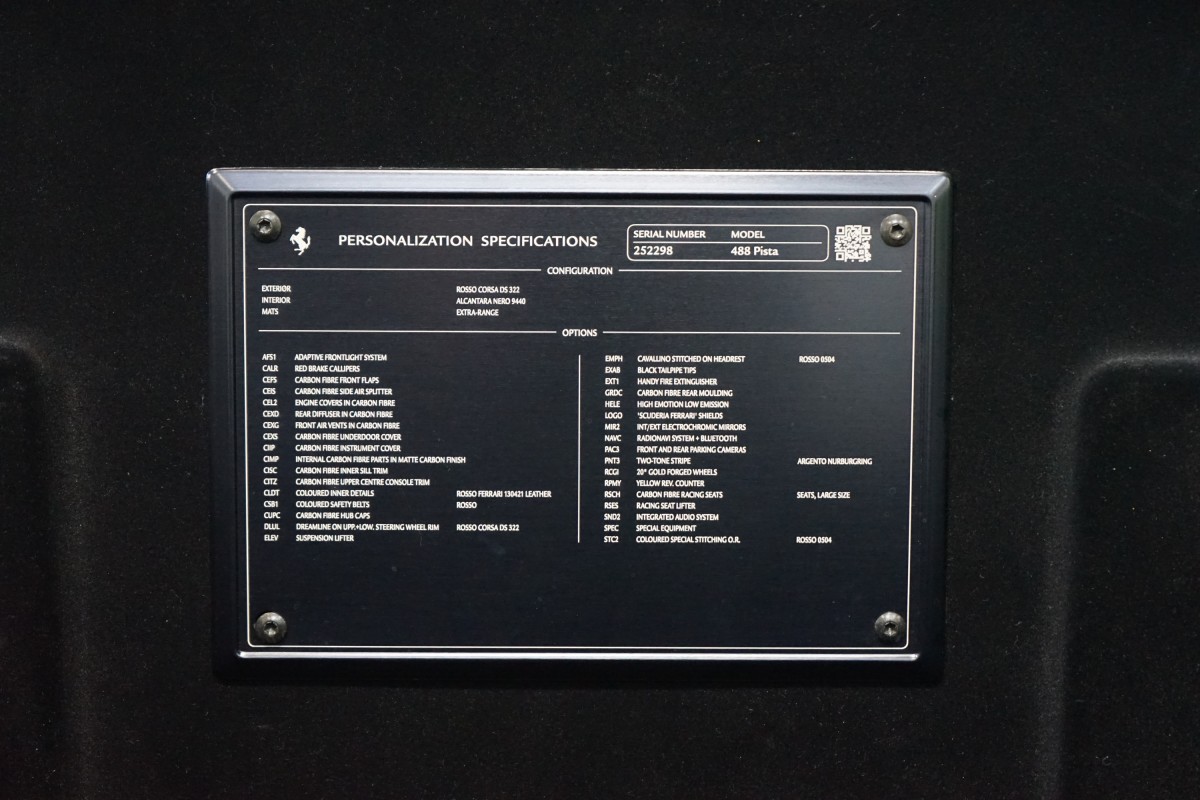 PERSONALIZATION SPECIFICATIONS
SERIAL NUMBER MODEL
252298 488 Pista
CONFIGURATION
EXTERIOR ROSSO CORSA DS 322
INTERIOR ALCANTARA NERO 9440
MATS EXTRA-RANGE
OPTIONS
AFS1 ADAPTIVE FRONTLIGHT SYSTEM
CALR RED BRAKE CALLIPERS
CEFS CARBON FIBRE FRONT FLAPS
CEIS CARBON FIBRE SIDE AIR SPLITTER
CEL2 ENGINE COVERS IN CARBON FIBRE
CEXD REAR DIFFUSER IN CARBON FIBRE
CEXG FRONT AIR VENTS IN CARBON FIBRE
CEXS CARBON FIBRE UNDERDOOR COVER
CIIP CARBON FIBRE INSTRUMENT COVER
CIMP INTERNAL CARBON FIBRE PARTS IN MATTE CARBON FINISH
CISC CARBON FIBRE INNER SILL TRIM
CITZ CARBON FIBRE UPPER CENTRE CONSOLE TRIM
CLDT COLOURED INNER DETAILS ROSSO FERRARI 130421 LEATHER
CSB1 COLOURED SAFETY BELTS ROSSO
CUPC CARBON FIBRE HUB CAPS
DLUL DREAMLINE ON UPP.+LOW. STEERING WHEEL RIM ROSSO CORSA DS 322
ELEV SUSPENSION LIFTER
EMPH CAVALLINO STITCHED ON HEADREST ROSSO 0504
EXAB BLACK TAILPIPE TIPS
EXT1 HANDY FIRE EXTINGUISHER
GRDC CARBON FIBRE REAR MOULDING
HELE HIGH EMOTION LOW EMISSION
LOGO 'SCUDERIA FERRARI' SHIELDS
MIR2 INT/EXT ELECTROCHROMIC MIRRORS
NAVC RADIONAVI SYSTEM + BLUETOOTH
PAC3 FRONT AND REAR PARKING CAMERAS
PNT3 TWO-TONE STRIPE ARGENTO NURBURGRING
RCGI 20" GOLD FORGED WHEELS
RPMY YELLOW REV. COUNTER
RSCH CARBON FIBRE RACING SEATS SEATS, LARGE SIZE
RSES RACING SEAT LIFTER
SND2 INTEGRATED AUDIO SYSTEM
SPEC SPECIAL EQUIPMENT
STC2 COLOURED SPECIAL STITCHING O.R. ROSSO 0504